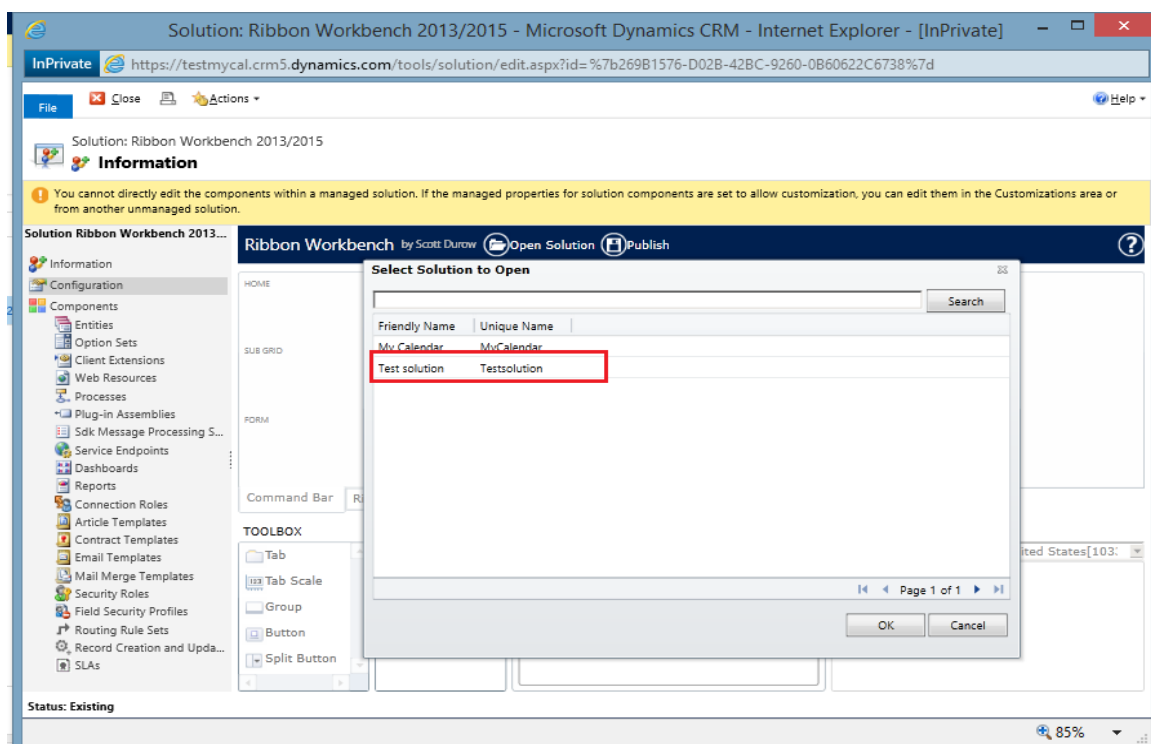 Solution: Ribbon Workbench 2013/2015 - Microsoft Dynamics CRM - Internet Explorer - [InPrivate]
InPrivate https://testmycal.crm5.dynamics.com/tools/solution/edit.aspx?id=%7b269B1576-D02B-42BC-9260-0B60622C6738%7d
File Close Actions Help
Solution: Ribbon Workbench 2013/2015
Information
You cannot directly edit the components within a managed solution. If the managed properties for solution components are set to allow customization, you can edit them in the Customizations area or
from another unmanaged solution.
Solution Ribbon Workbench 2013...
Information
Configuration
Components
Entities
Option Sets
Client Extensions
Web Resources
Processes
Plug-in Assemblies
Sdk Message Processing S...
Service Endpoints
Dashboards
Reports
Connection Roles
Article Templates
Contract Templates
Email Templates
Mail Merge Templates
Security Roles
Field Security Profiles
Routing Rule Sets
Record Creation and Upda...
SLAs
Ribbon Workbench by Scott Durow Open Solution Publish ?
HOME
SUB GRID
FORM
Command Bar Ri
TOOLBOX
Tab
Tab Scale
Group
Button
Split Button
Select Solution to Open
Search
Friendly Name Unique Name
My Calendar MyCalendar
Test solution Testsolution
Page 1 of 1
OK Cancel
ited States[103:
Status: Existing
85%